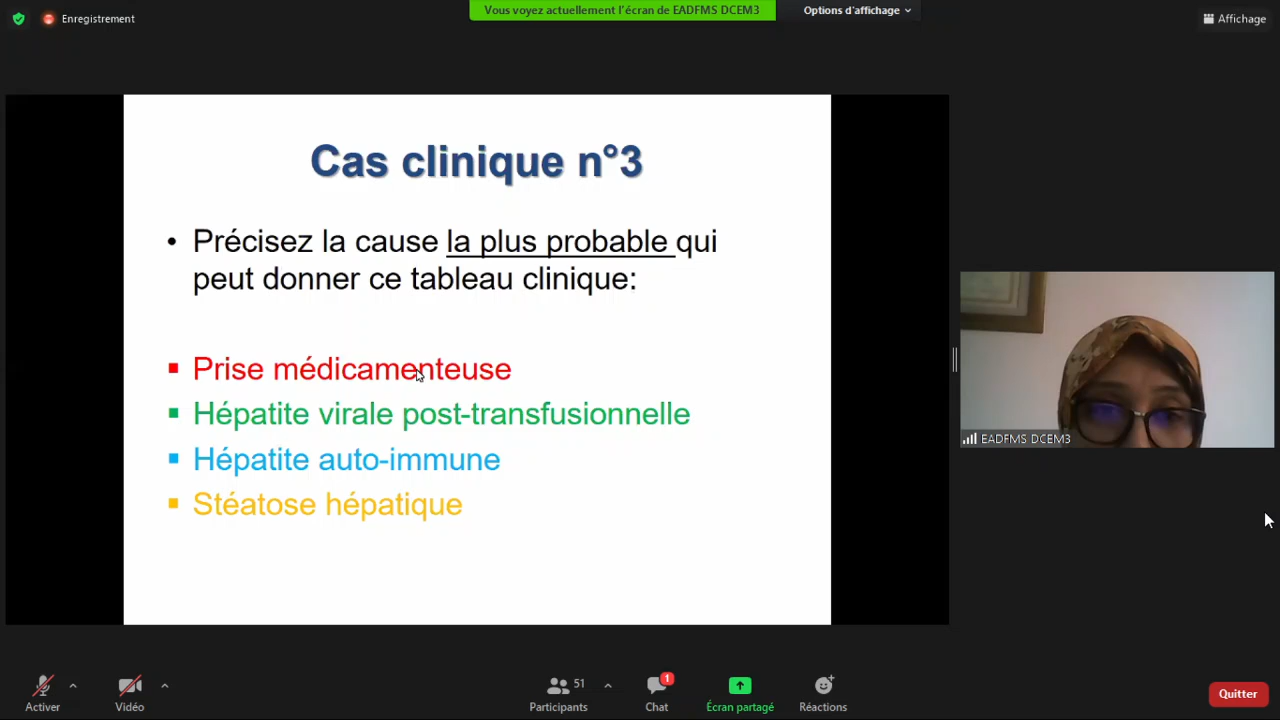 Enregistrement
Vous voyez actuellement l'écran de EADFMS DCEM3
Options d'affichage
Affichage
Cas clinique n°3
• Précisez la cause la plus probable qui
peut donner ce tableau clinique:
▪ Prise médicamenteuse
▪ Hépatite virale post-transfusionnelle
▪ Hépatite auto-immune
▪ Stéatose hépatique
EADFMS DCEM3
Activer
Vidéo
51
Participants
1
Chat
Écran partagé
Réactions
Quitter